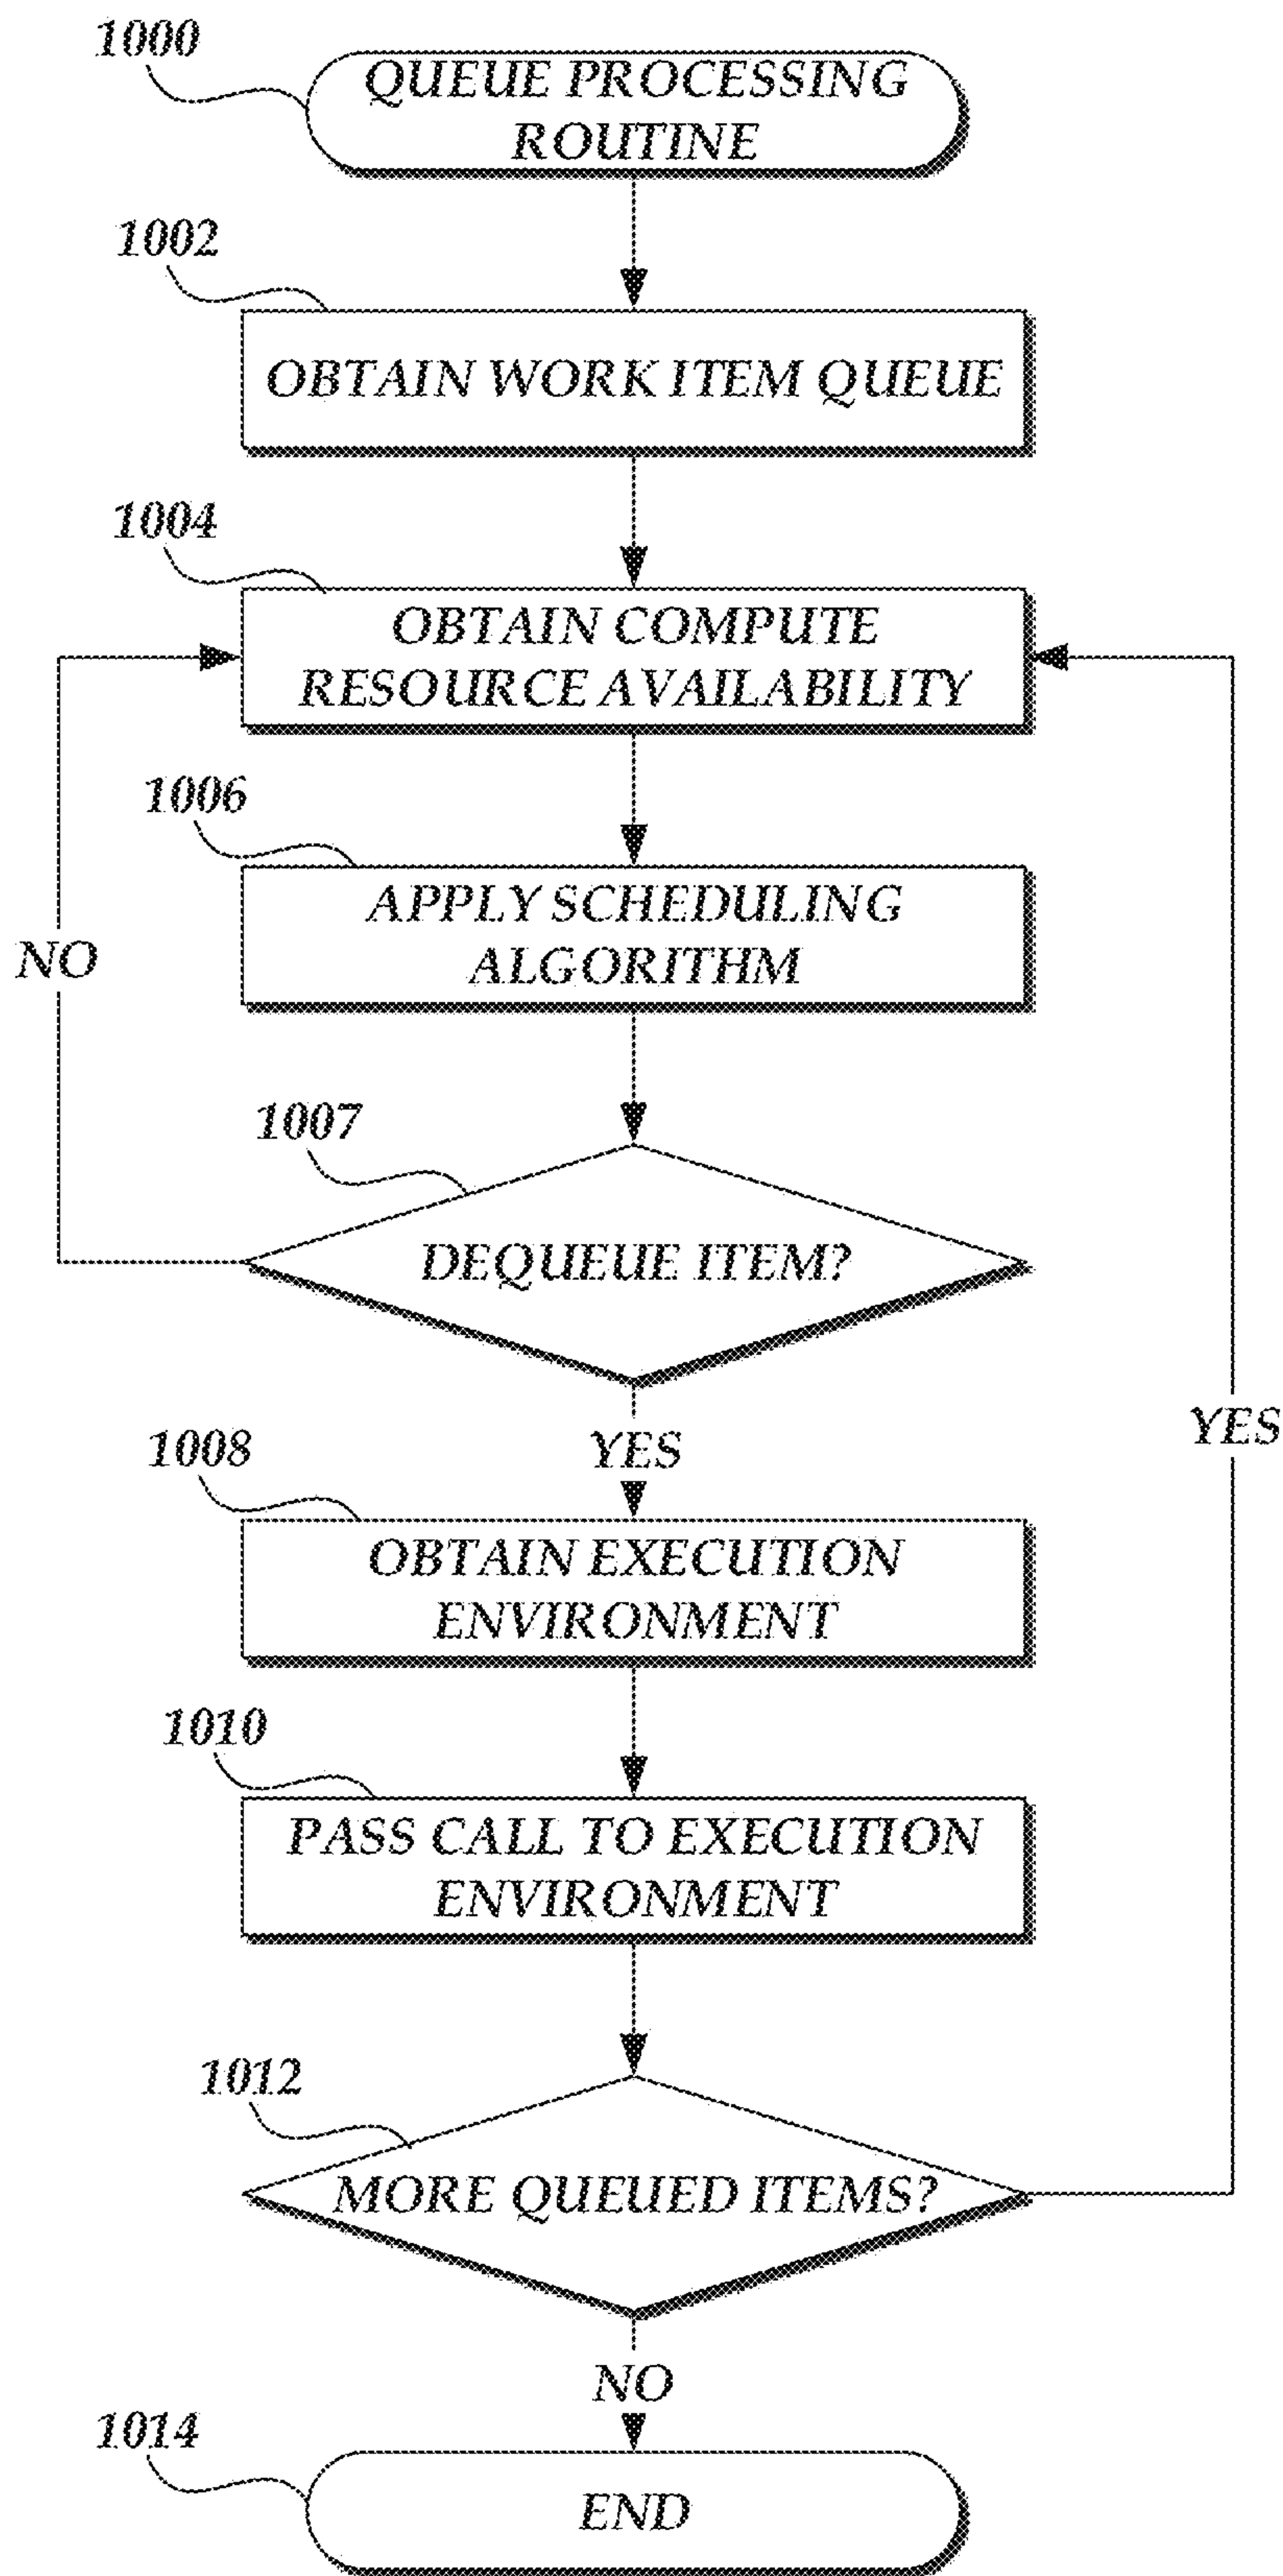 1000
QUEUE PROCESSING
ROUTINE
1002
OBTAIN WORK ITEM QUEUE
1004
OBTAIN COMPUTE
RESOURCE AVAILABILITY
1006
APPLY SCHEDULING
ALGORITHM
NO
1007
DEQUEUE ITEM?
YES
YES
1008
OBTAIN EXECUTION
ENVIRONMENT
1010
PASS CALL TO EXECUTION
ENVIRONMENT
1012
MORE QUEUED ITEMS?
NO
1014
END